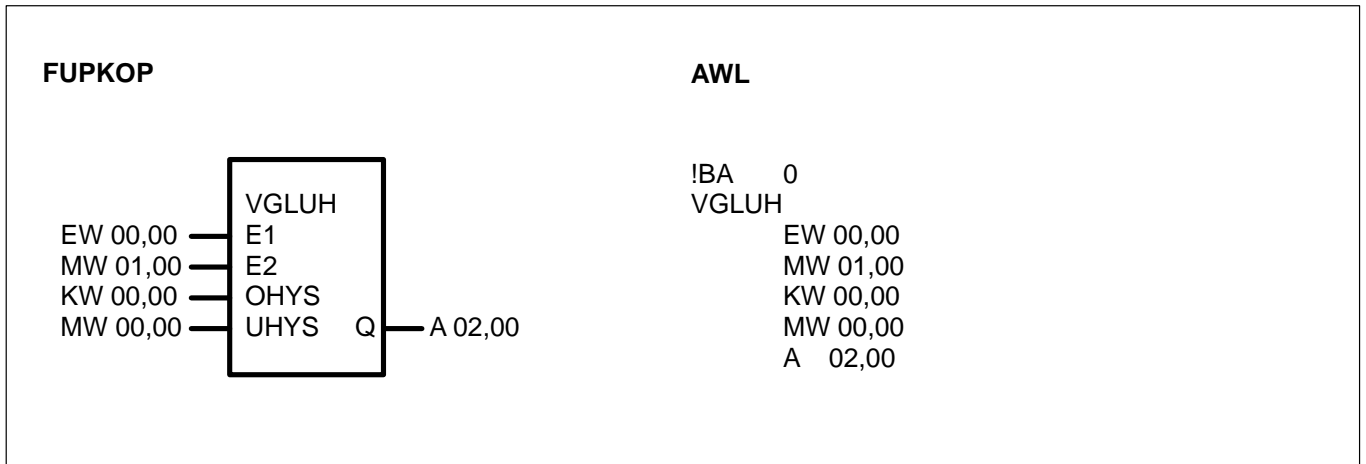 FUPKOP
VGLUH
EW 00,00 E1
MW 01,00 E2
KW 00,00 OHYS
MW 00,00 UHYS Q A 02,00
AWL
!BA 0
VGLUH
EW 00,00
MW 01,00
KW 00,00
MW 00,00
A 02,00